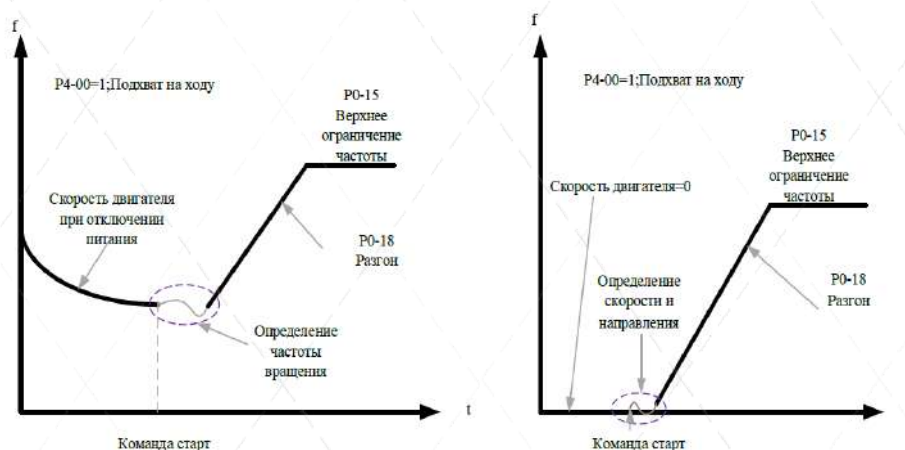 f
P4-00=1;Подхват на ходу
P0-15
Верхнее
ограничение
частоты
Скорость двигателя
при отключении
питания
P0-18
Разгон
Определение
частоты
вращения
t
Команда старт
f
P4-00=1;Подхват на ходу
P0-15
Верхнее
ограничение
частоты
Скорость двигателя=0
Определение
скорости и
направления
P0-18
Разгон
Команда старт